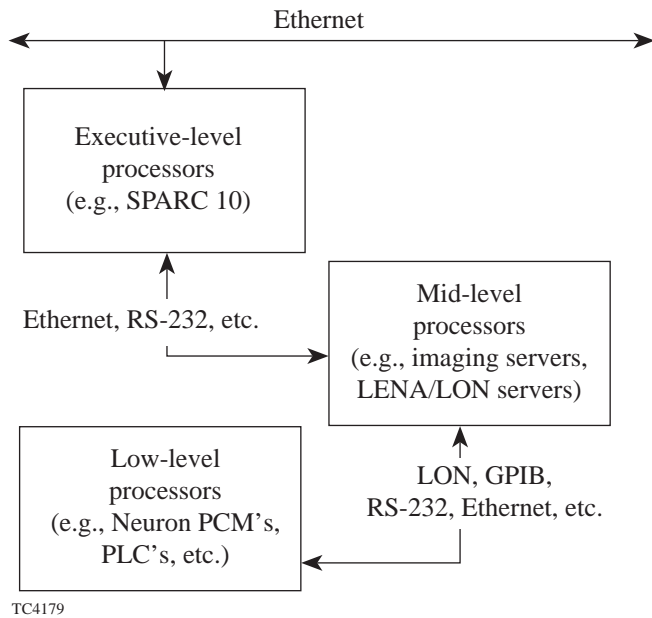 Ethernet
Executive-level
processors
(e.g., SPARC 10)
Ethernet, RS-232, etc.
Mid-level
processors
(e.g., imaging servers,
LENA/LON servers)
LON, GPIB,
RS-232, Ethernet, etc.
Low-level
processors
(e.g., Neuron PCM's,
PLC's, etc.)
TC4179